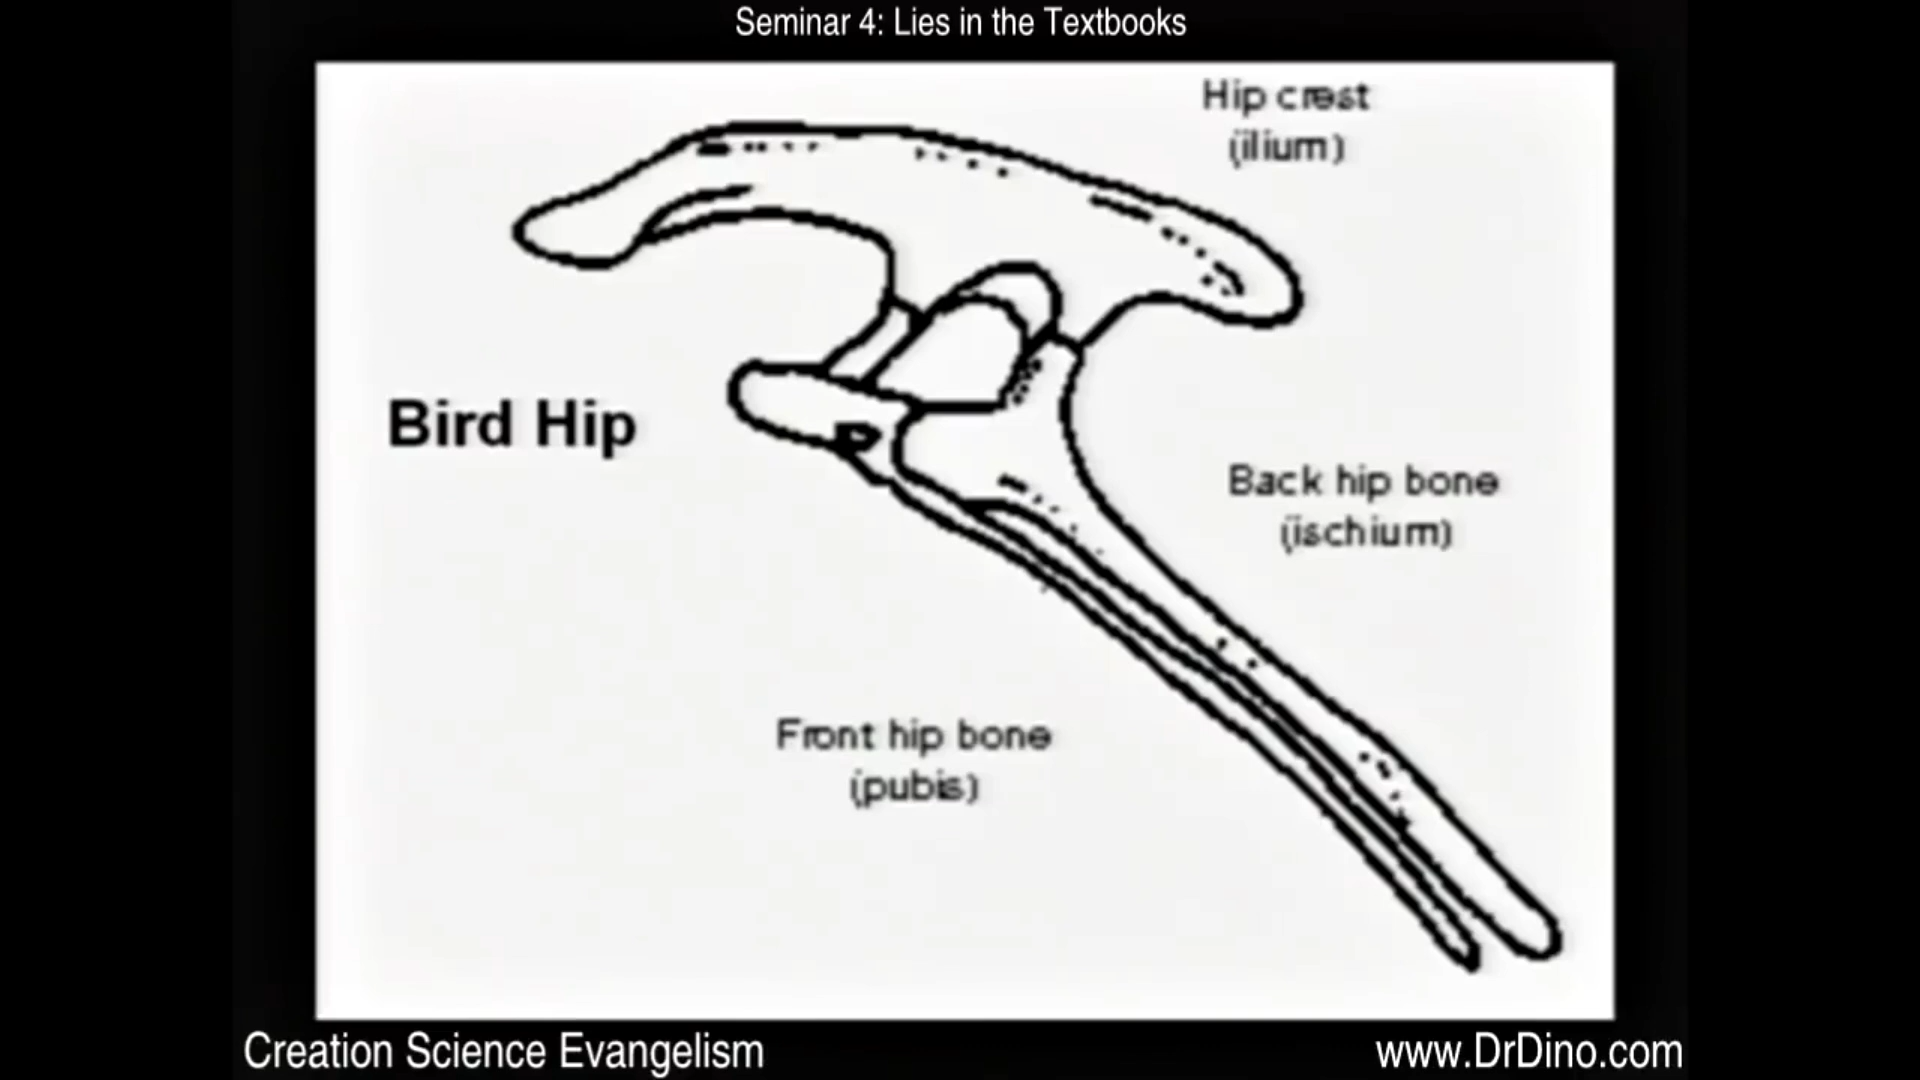 Seminar 4: Lies in the Textbooks
Hip crest
(ilium)
Bird Hip
Back hip bone
(ischium)
Front hip bone
(pubis)
Creation Science Evangelism
www.DrDino.com